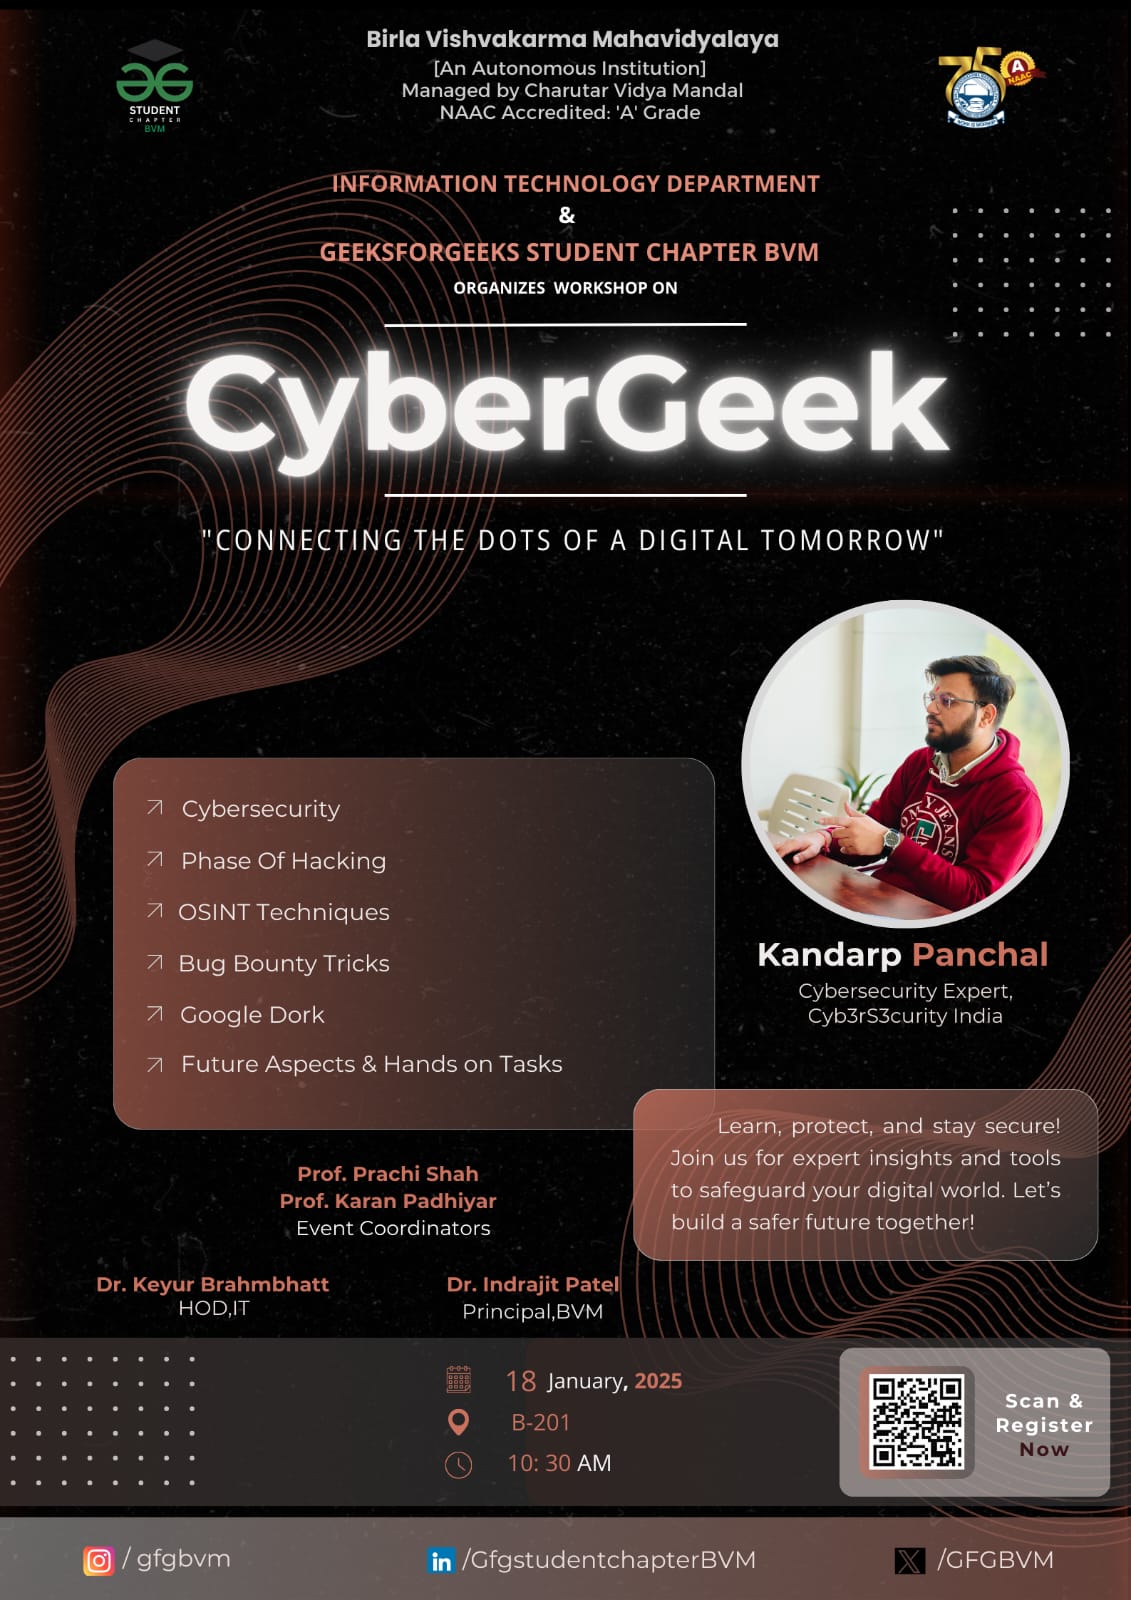 Birla Vishvakarma Mahavidyalaya
[An Autonomous Institution]
Managed by Charutar Vidya Mandal
NAAC Accredited: 'A' Grade
STUDENT
CHAPTER
BVM
75
A
NAAC
INFORMATION TECHNOLOGY DEPARTMENT
&
GEEKSFORGEEKS STUDENT CHAPTER BVM
ORGANIZES WORKSHOP ON
CyberGeek
"CONNECTING THE DOTS OF A DIGITAL TOMORROW"
Cybersecurity
Phase Of Hacking
OSINT Techniques
Bug Bounty Tricks
Google Dork
Future Aspects & Hands on Tasks
Kandarp Panchal
Cybersecurity Expert,
Cyb3rS3curity India
Learn, protect, and stay secure!
Join us for expert insights and tools
to safeguard your digital world. Let's
build a safer future together!
Prof. Prachi Shah
Prof. Karan Padhiyar
Event Coordinators
Dr. Keyur Brahmbhatt
HOD,IT
Dr. Indrajit Patel
Principal,BVM
18 January, 2025
B-201
10: 30 AM
Scan &
Register
Now
/ gfgbvm
in /GfgstudentchapterBVM
X /GFGBVM